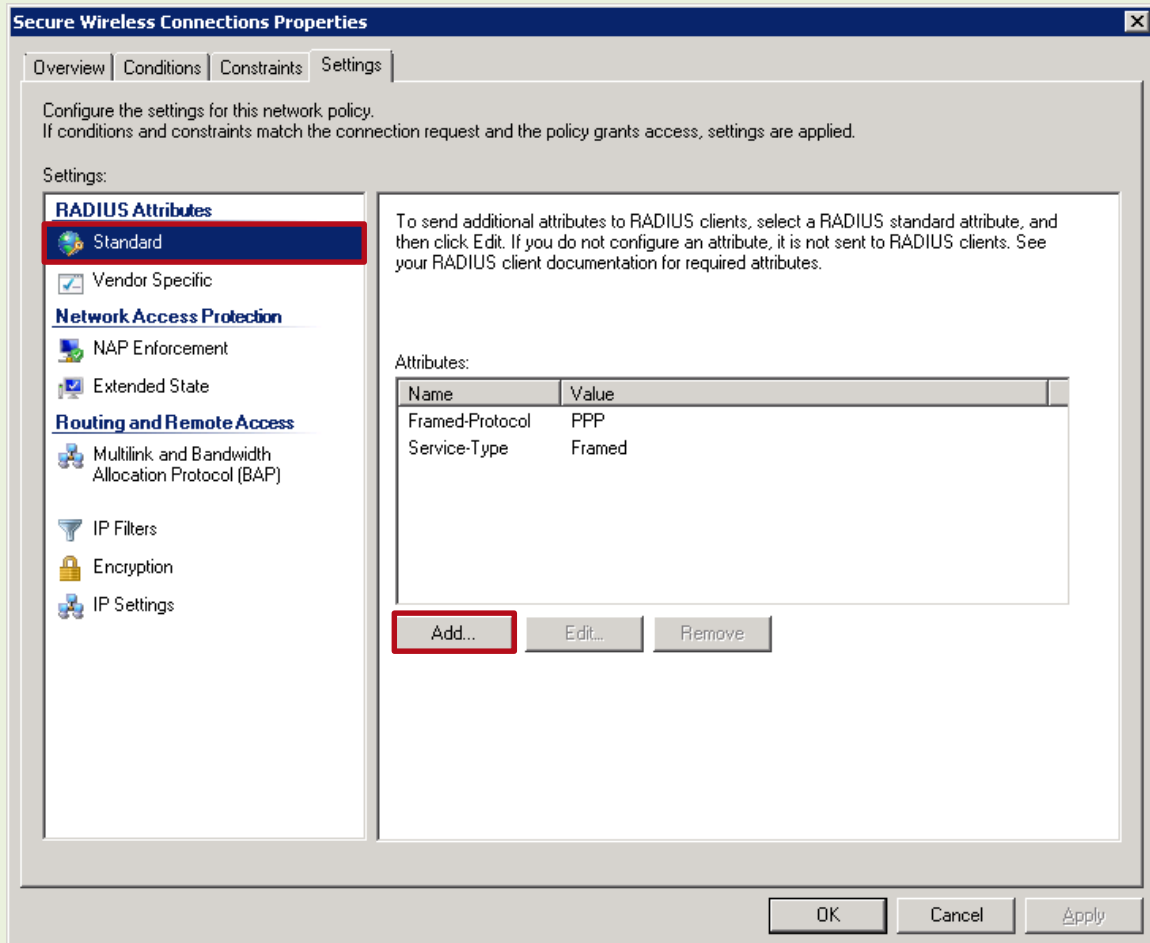 Secure Wireless Connections Properties
Overview Conditions Constraints Settings
Configure the settings for this network policy.
If conditions and constraints match the connection request and the policy grants access, settings are applied.
Settings:
RADIUS Attributes
Standard
Vendor Specific
Network Access Protection
NAP Enforcement
Extended State
Routing and Remote Access
Multilink and Bandwidth
Allocation Protocol (BAP)
IP Filters
Encryption
IP Settings
To send additional attributes to RADIUS clients, select a RADIUS standard attribute, and
then click Edit. If you do not configure an attribute, it is not sent to RADIUS clients. See
your RADIUS client documentation for required attributes.
Attributes:
Name Value
Framed-Protocol PPP
Service-Type Framed
Add... Edit... Remove
OK Cancel Apply